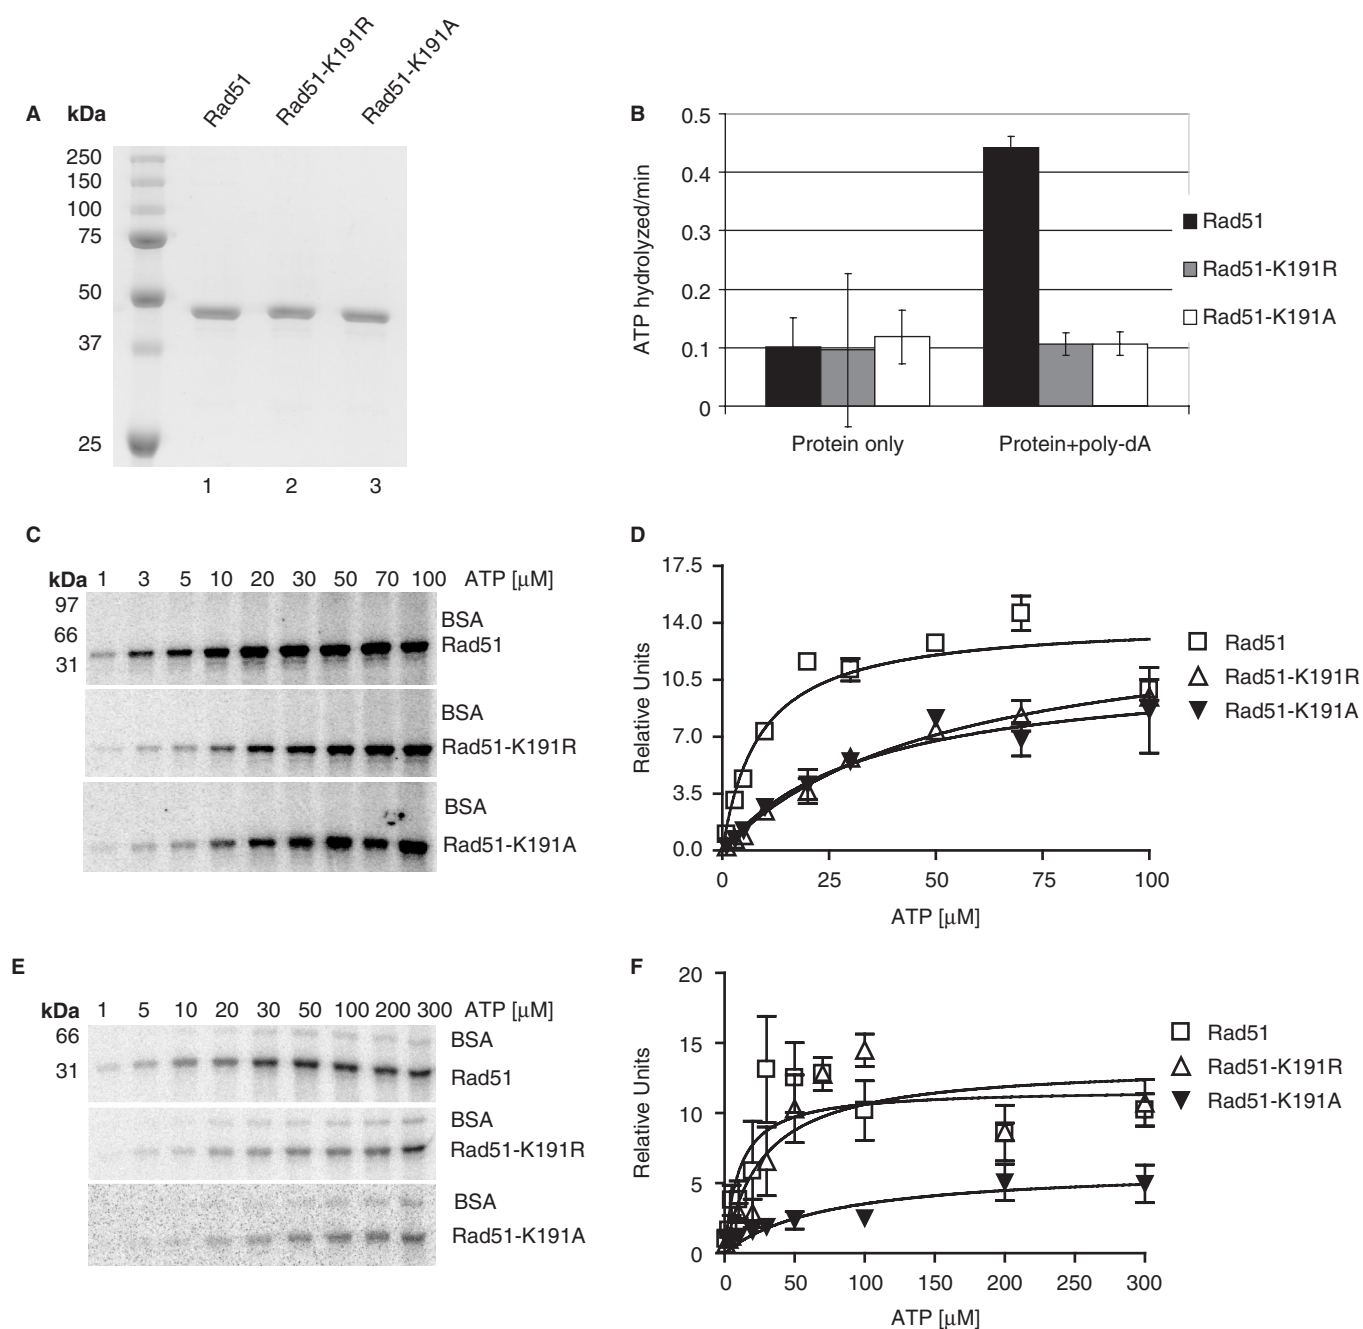 A
kDa
Rad51
Rad51-K191R
Rad51-K191A
250
150
100
75
50
37
25
1 2 3
B
ATP hydrolyzed/min
0.5
0.4
0.3
0.2
0.1
0
Protein only
Protein+poly-dA
Rad51
Rad51-K191R
Rad51-K191A
C
kDa 1 3 5 10 20 30 50 70 100 ATP [μM]
97
66
31
BSA
Rad51
BSA
Rad51-K191R
BSA
Rad51-K191A
D
Relative Units
17.5
14.0
10.5
7.0
3.5
0.0
0 25 50 75 100
ATP [μM]
Rad51
Rad51-K191R
Rad51-K191A
E
kDa 1 5 10 20 30 50 100 200 300 ATP [μM]
66
31
BSA
Rad51
BSA
Rad51-K191R
BSA
Rad51-K191A
F
Relative Units
20
15
10
5
0
0 50 100 150 200 250 300
ATP [μM]
Rad51
Rad51-K191R
Rad51-K191A